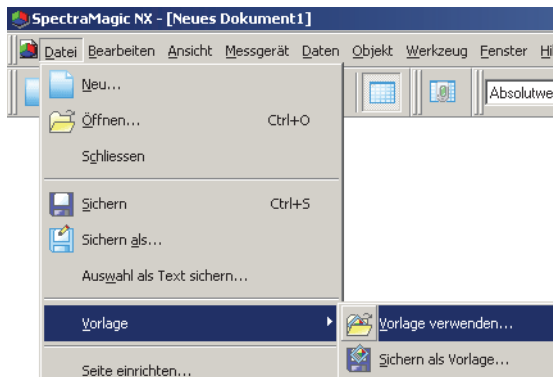 SpectraMagic NX - [Neues Dokument1]
Datei Bearbeiten Ansicht Messgerät Daten Objekt Werkzeug Fenster
Neu...
Absolutwe
Öffnen... Ctrl+O
Schliessen
Sichern Ctrl+S
Sichern als...
Auswahl als Text sichern...
Vorlage Vorlage verwenden...
Sichern als Vorlage...
Seite einrichten...